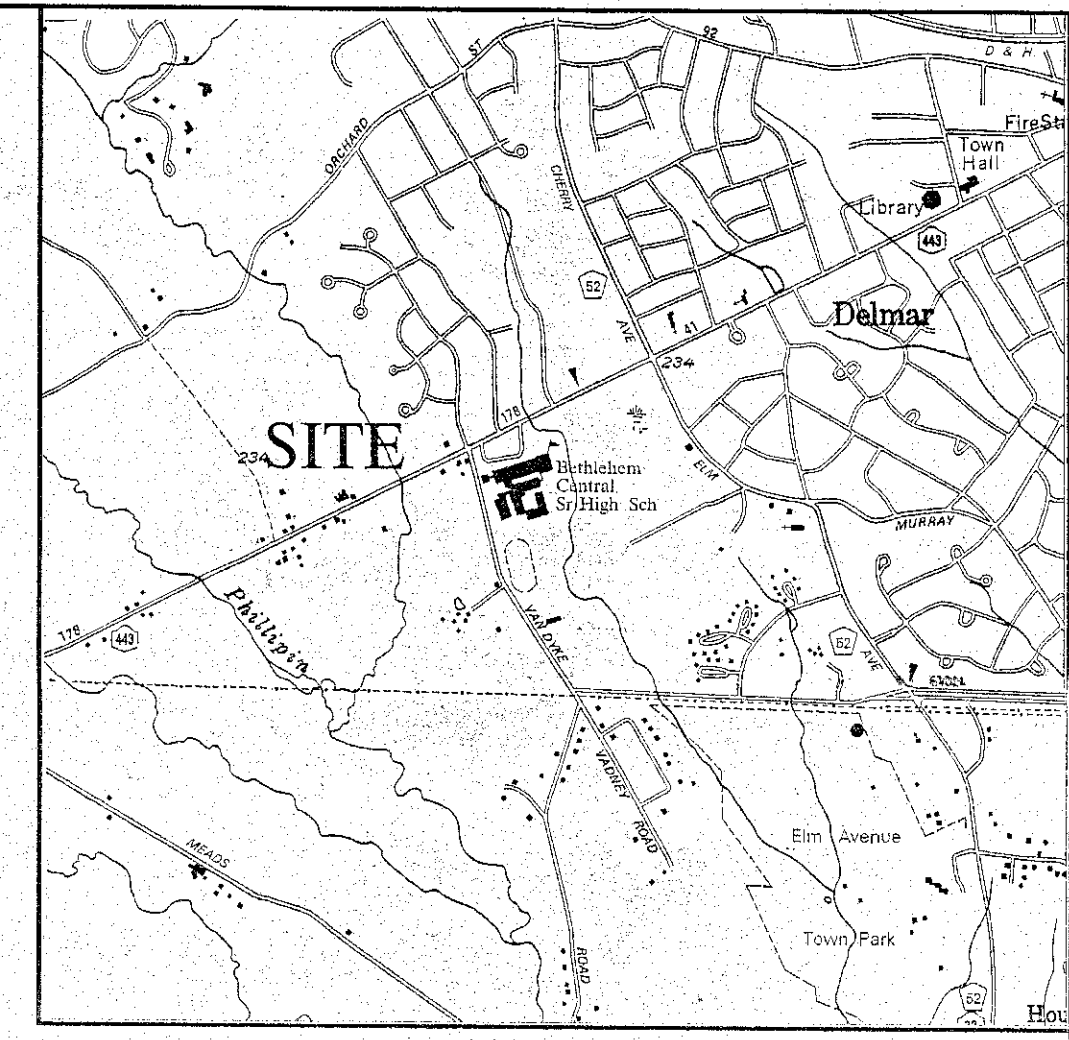 92
D & H
ST
FireSt
Town
Hall
ORCHARD
CHERRY
Library
443
52
Delmar
AVE
41
234
178
SITE
234
Bethlehem
Central
Sr High Sch
ELM
MURRAY
Phillipin
VAN DYKE
178
443
52
AVE
VADNEY
ROAD
Elm Avenue
MEADS
Town Park
ROAD
52
Hou